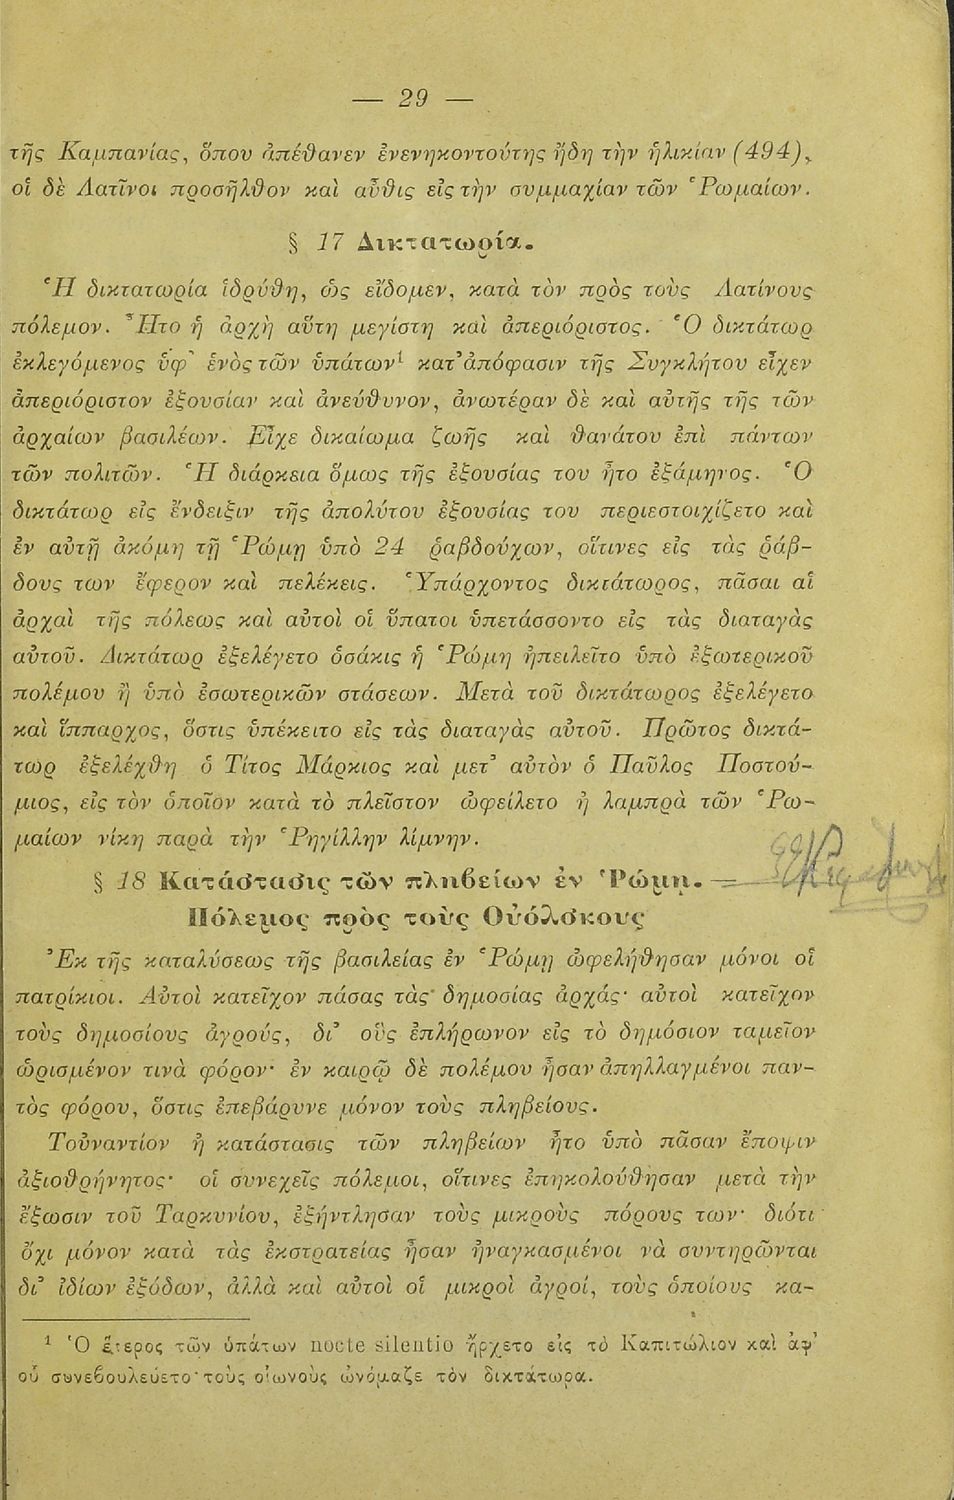 — 29 —
τῆς Καμπανίας, ὅπου ἀπέθανεν ἐνενηκοντούτης ἤδη τὴν ἡλικίαν (494),
οἱ δὲ Λατῖνοι προσῆλθον καὶ αὖθις εἰς τὴν συμμαχίαν τῶν Ῥωμαίων.
§ 17 Δικτατωρία.
Ἡ δικτατωρία ἱδρύθη, ὡς εἴδομεν, κατὰ τὸν πρὸς τοὺς Λατίνους
πόλεμον. Ἦτο ἡ ἀρχὴ αὕτη μεγίστη καὶ ἀπεριόριστος. Ὁ δικτάτωρ
ἐκλεγόμενος ὑφ' ἑνὸς τῶν ὑπάτων¹ κατ' ἀπόφασιν τῆς Συγκλήτου εἶχεν
ἀπεριόριστον ἐξουσίαν καὶ ἀνεύθυνον, ἀνωτέραν δὲ καὶ αὐτῆς τῆς τῶν
ἀρχαίων βασιλέων. Εἶχε δικαίωμα ζωῆς καὶ θανάτου ἐπὶ πάντων
τῶν πολιτῶν. Ἡ διάρκεια ὅμως τῆς ἐξουσίας του ἦτο ἑξάμηνος. Ὁ
δικτάτωρ εἰς ἔνδειξιν τῆς ἀπολύτου ἐξουσίας του περιεστοιχίζετο καὶ
ἐν αὐτῇ ἀκόμη τῇ Ῥώμῃ ὑπὸ 24 ῥαβδούχων, οἵτινες εἰς τὰς ῥάβ-
δους των ἔφερον καὶ πελέκεις. Ὑπάρχοντος δικτάτωρος, πᾶσαι αἱ
ἀρχαὶ τῆς πόλεως καὶ αὐτοὶ οἱ ὕπατοι ὑπετάσσοντο εἰς τὰς διαταγὰς
αὐτοῦ. Δικτάτωρ ἐξελέγετο ὁσάκις ἡ Ῥώμη ἠπειλεῖτο ὑπὸ ἐξωτερικοῦ
πολέμου ἢ ὑπὸ ἐσωτερικῶν στάσεων. Μετὰ τοῦ δικτάτωρος ἐξελέγετο
καὶ ἵππαρχος, ὅστις ὑπέκειτο εἰς τὰς διαταγὰς αὐτοῦ. Πρῶτος δικτά-
τωρ ἐξελέχθη ὁ Τίτος Μάρκιος καὶ μετ' αὐτὸν ὁ Παῦλος Ποστού-
μιος, εἰς τὸν ὁποῖον κατὰ τὸ πλεῖστον ὠφείλετο ἡ λαμπρὰ τῶν Ῥω-
μαίων νίκη παρὰ τὴν Ῥηγίλλην λίμνην.
§ 18 Κατάστασις τῶν πληβείων ἐν Ῥώμῃ. —
Πόλεμος πρὸς τοὺς Οὐόλσκους
Ἐκ τῆς καταλύσεως τῆς βασιλείας ἐν Ῥώμῃ ὠφελήθησαν μόνοι οἱ
πατρίκιοι. Αὐτοὶ κατεῖχον πάσας τὰς δημοσίας ἀρχάς· αὐτοὶ κατεῖχον
τοὺς δημοσίους ἀγρούς, δι' οὓς ἐπλήρωνον εἰς τὸ δημόσιον ταμεῖον
ὡρισμένον τινὰ φόρον· ἐν καιρῷ δὲ πολέμου ἦσαν ἀπηλλαγμένοι παν-
τὸς φόρου, ὅστις ἐπεβάρυνε μόνον τοὺς πληβείους.
Τοὐναντίον ἡ κατάστασις τῶν πληβείων ἦτο ὑπὸ πᾶσαν ἔποψιν
ἀξιοθρήνητος· οἱ συνεχεῖς πόλεμοι, οἵτινες ἐπηκολούθησαν μετὰ τὴν
ἔξωσιν τοῦ Ταρκυνίου, ἐξήντλησαν τοὺς μικροὺς πόρους των· διότι
ὄχι μόνον κατὰ τὰς ἐκστρατείας ἦσαν ἠναγκασμένοι νὰ συντηρῶνται
δι' ἰδίων ἐξόδων, ἀλλὰ καὶ αὐτοὶ οἱ μικροὶ ἀγροί, τοὺς ὁποίους κα-
¹ Ὁ ἕτερος τῶν ὑπάτων nocte silentio ἤρχετο εἰς τὸ Καπιτώλιον καὶ ἀφ'
οὗ συνεβουλεύετο τοὺς οἰωνοὺς ὠνόμαζε τὸν δικτάτωρα.